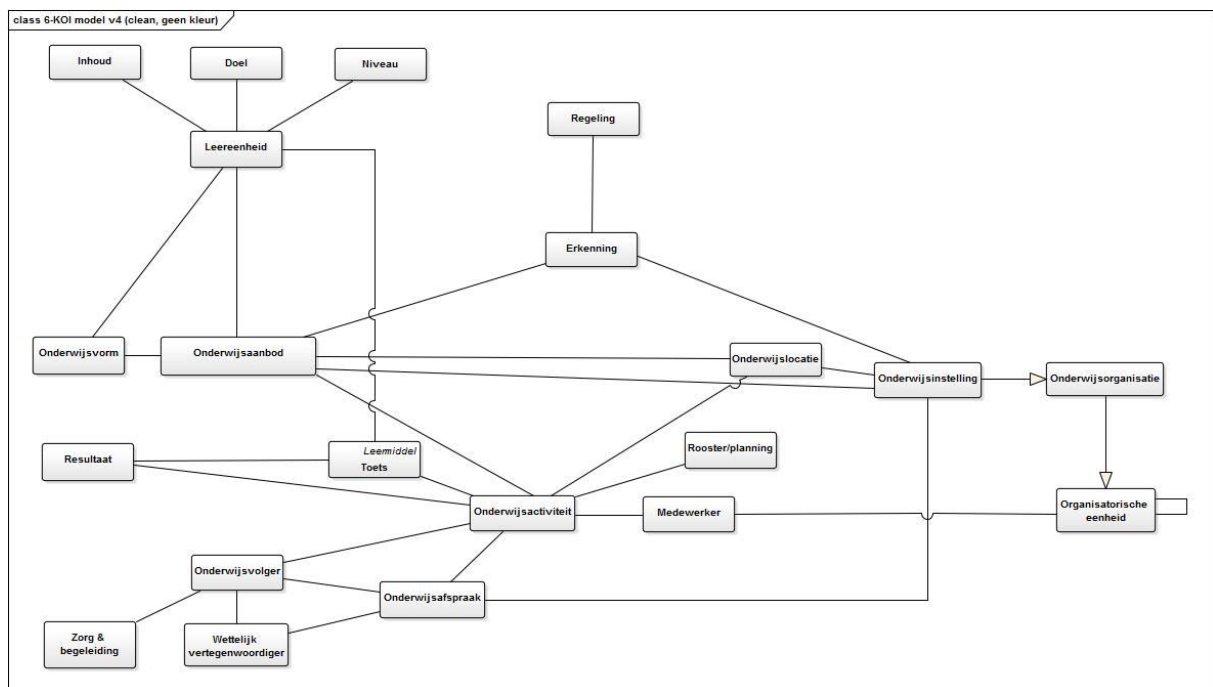 class 6-KOI model v4 (clean, geen kleur)
Inhoud
Doel
Niveau
Regeling
Leereenheid
Erkenning
Onderwijsvorm
Onderwijsaanbod
Onderwijslocatie
Onderwijsinstelling
Onderwijsorganisatie
Resultaat
Leemiddel
Toets
Rooster/planning
Onderwijsactiviteit
Medewerker
Organisatorische
eenheid
Onderwijsvolger
Onderwijsafspraak
Zorg &
begeleiding
Wettelijk
vertegenwoordiger